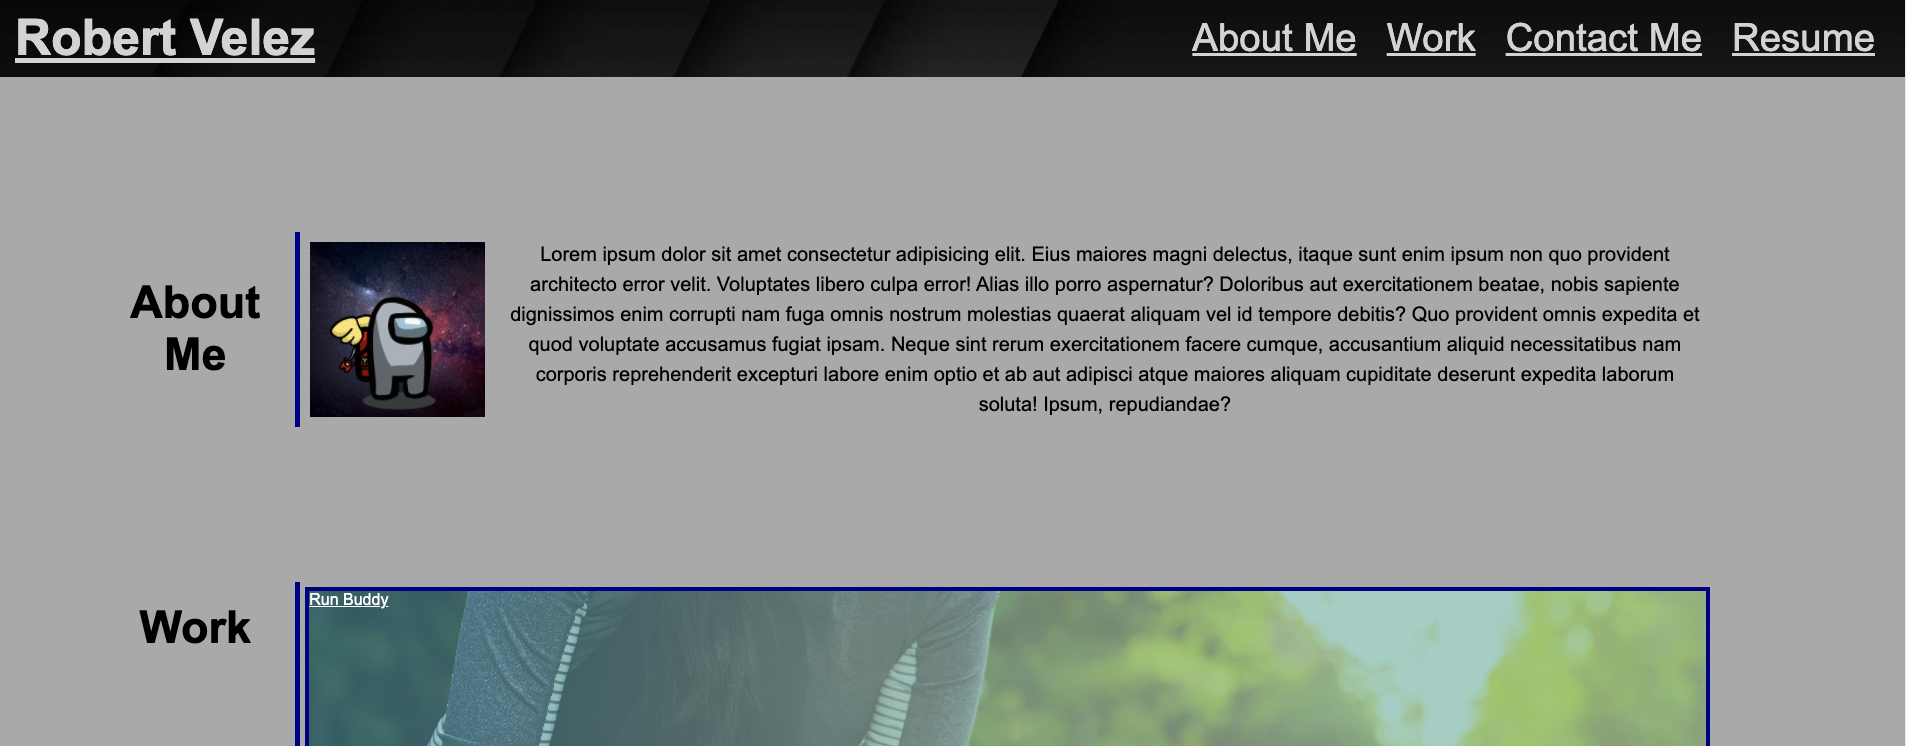 Robert Velez
About Me Work Contact Me Resume
About
Me
Lorem ipsum dolor sit amet consectetur adipisicing elit. Eius maiores magni delectus, itaque sunt enim ipsum non quo provident
architecto error velit. Voluptates libero culpa error! Alias illo porro aspernatur? Doloribus aut exercitationem beatae, nobis sapiente
dignissimos enim corrupti nam fuga omnis nostrum molestias quaerat aliquam vel id tempore debitis? Quo provident omnis expedita et
quod voluptate accusamus fugiat ipsam. Neque sint rerum exercitationem facere cumque, accusantium aliquid necessitatibus nam
corporis reprehenderit excepturi labore enim optio et ab aut adipisci atque maiores aliquam cupiditate deserunt expedita laborum
soluta! Ipsum, repudiandae?
Work
Run Buddy